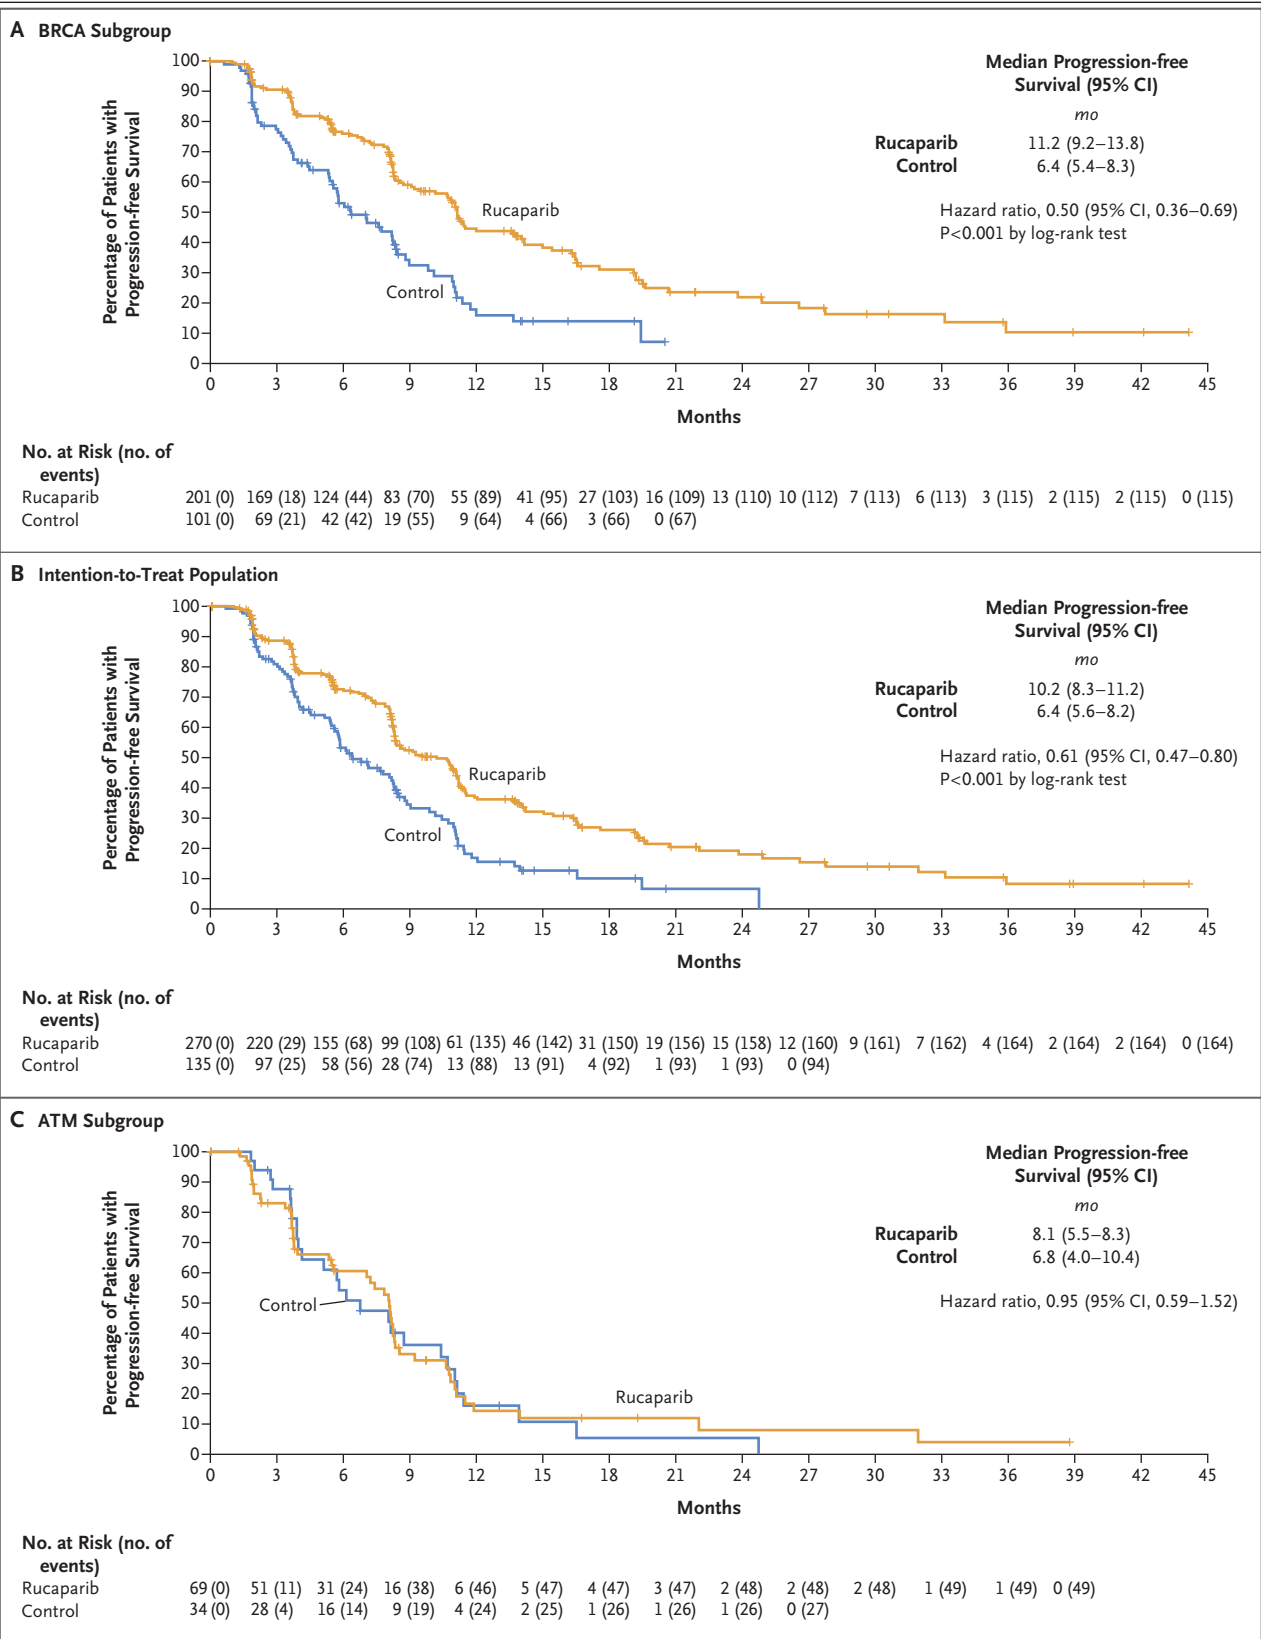 A BRCA Subgroup
Percentage of Patients with
Progression-free Survival
100
90
80
70
60
50
40
30
20
10
0
Rucaparib
Control
Median Progression-free
Survival (95% CI)
mo
Rucaparib 11.2 (9.2–13.8)
Control 6.4 (5.4–8.3)
Hazard ratio, 0.50 (95% CI, 0.36–0.69)
P<0.001 by log-rank test
0 3 6 9 12 15 18 21 24 27 30 33 36 39 42 45
Months
No. at Risk (no. of
events)
Rucaparib 201 (0) 169 (18) 124 (44) 83 (70) 55 (89) 41 (95) 27 (103) 16 (109) 13 (110) 10 (112) 7 (113) 6 (113) 3 (115) 2 (115) 2 (115) 0 (115)
Control 101 (0) 69 (21) 42 (42) 19 (55) 9 (64) 4 (66) 3 (66) 0 (67)
B Intention-to-Treat Population
Percentage of Patients with
Progression-free Survival
100
90
80
70
60
50
40
30
20
10
0
Rucaparib
Control
Median Progression-free
Survival (95% CI)
mo
Rucaparib 10.2 (8.3–11.2)
Control 6.4 (5.6–8.2)
Hazard ratio, 0.61 (95% CI, 0.47–0.80)
P<0.001 by log-rank test
0 3 6 9 12 15 18 21 24 27 30 33 36 39 42 45
Months
No. at Risk (no. of
events)
Rucaparib 270 (0) 220 (29) 155 (68) 99 (108) 61 (135) 46 (142) 31 (150) 19 (156) 15 (158) 12 (160) 9 (161) 7 (162) 4 (164) 2 (164) 2 (164) 0 (164)
Control 135 (0) 97 (25) 58 (56) 28 (74) 13 (88) 13 (91) 4 (92) 1 (93) 1 (93) 0 (94)
C ATM Subgroup
Percentage of Patients with
Progression-free Survival
100
90
80
70
60
50
40
30
20
10
0
Control
Rucaparib
Median Progression-free
Survival (95% CI)
mo
Rucaparib 8.1 (5.5–8.3)
Control 6.8 (4.0–10.4)
Hazard ratio, 0.95 (95% CI, 0.59–1.52)
0 3 6 9 12 15 18 21 24 27 30 33 36 39 42 45
Months
No. at Risk (no. of
events)
Rucaparib 69 (0) 51 (11) 31 (24) 16 (38) 6 (46) 5 (47) 4 (47) 3 (47) 2 (48) 2 (48) 2 (48) 1 (49) 1 (49) 0 (49)
Control 34 (0) 28 (4) 16 (14) 9 (19) 4 (24) 2 (25) 1 (26) 1 (26) 1 (26) 0 (27)